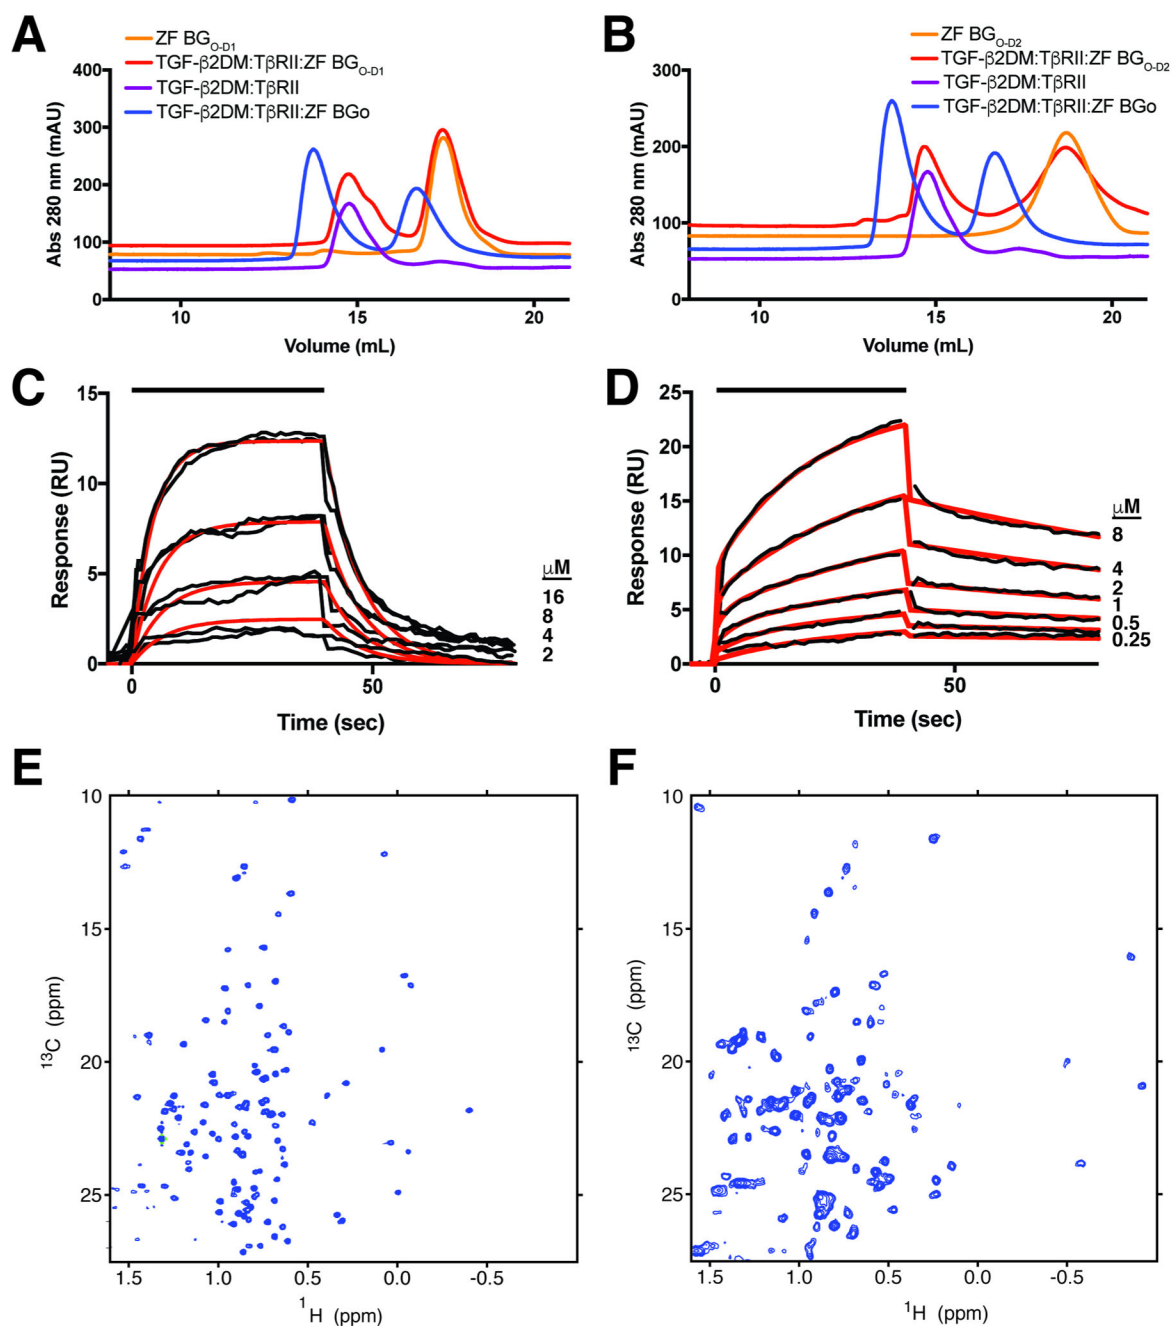 A
ZF BG_O-D1
TGF-β2DM:TβRII:ZF BG_O-D1
TGF-β2DM:TβRII
TGF-β2DM:TβRII:ZF BGo
400
300
200
100
0
Abs 280 nm (mAU)
10
15
20
Volume (mL)
B
ZF BG_O-D2
TGF-β2DM:TβRII:ZF BG_O-D2
TGF-β2DM:TβRII
TGF-β2DM:TβRII:ZF BGo
300
200
100
0
Abs 280 nm (mAU)
10
15
20
Volume (mL)
C
15
10
5
0
Response (RU)
0
50
Time (sec)
μM
16
8
4
2
D
25
20
15
10
5
0
Response (RU)
0
50
Time (sec)
μM
8
4
2
1
0.5
0.25
E
10
15
20
25
¹³C (ppm)
1.5
1.0
0.5
0.0
-0.5
¹H (ppm)
F
10
15
20
25
¹³C (ppm)
1.5
1.0
0.5
0.0
-0.5
¹H (ppm)